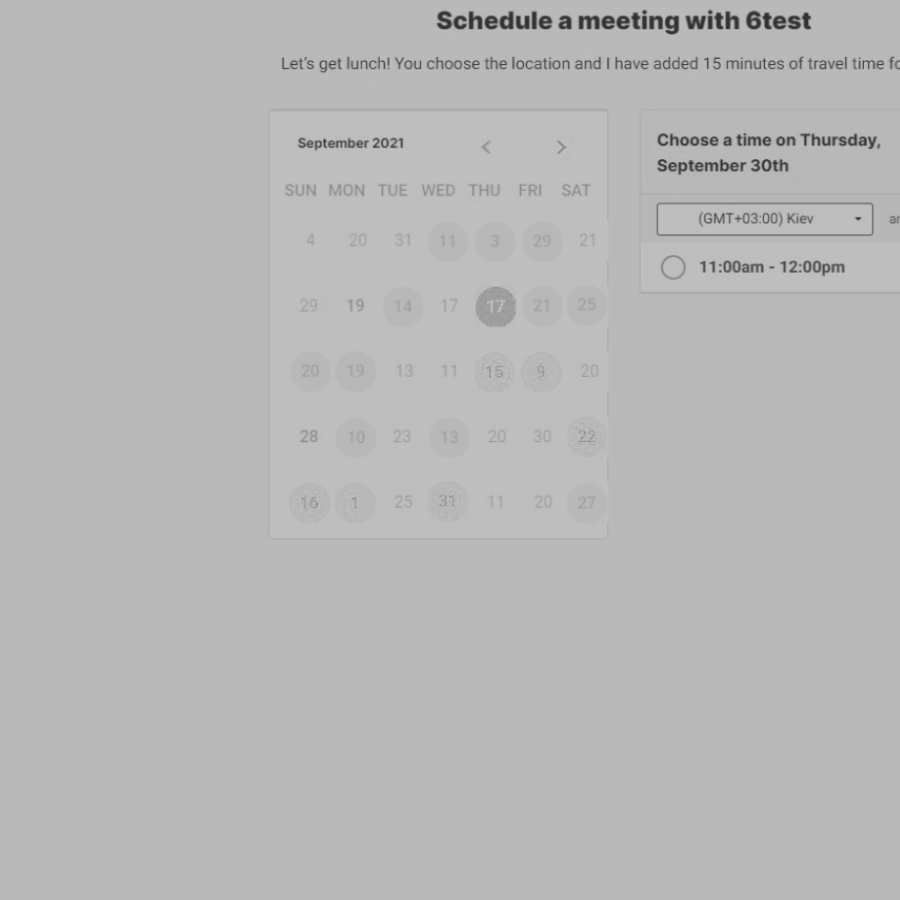 Schedule a meeting with 6test
Let's get lunch! You choose the location and I have added 15 minutes of travel time fo
September 2021
SUN MON TUE WED THU FRI SAT
4 20 31 11 3 29 21
29 19 14 17 17 21 25
20 19 13 11 15 9 20
28 10 23 13 20 30 22
16 1 25 31 11 20 27
Choose a time on Thursday,
September 30th
(GMT+03:00) Kiev ar
11:00am - 12:00pm